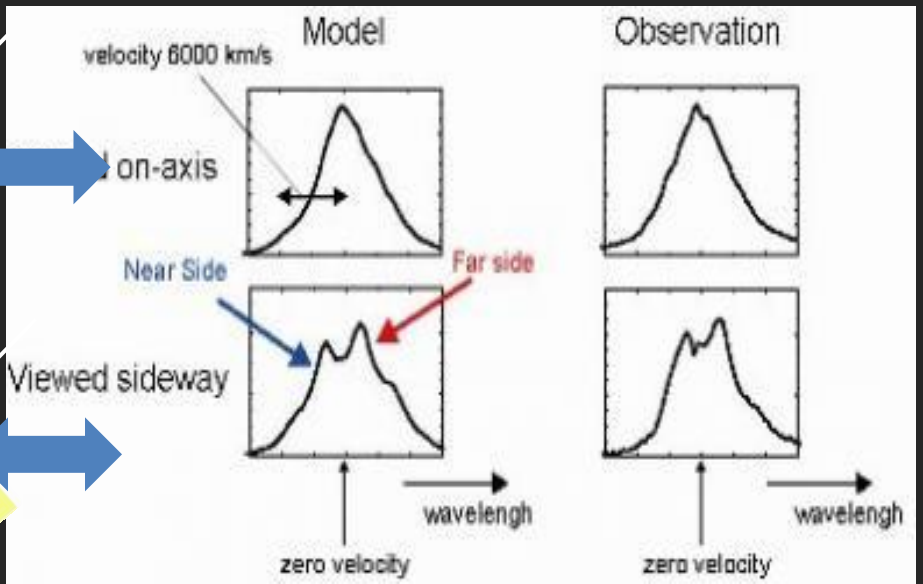 Model
Observation
velocity 6000 km/s
on-axis
Near Side
Far side
Viewed sideway
wavelengh
wavelengh
zero velocity
zero velocity